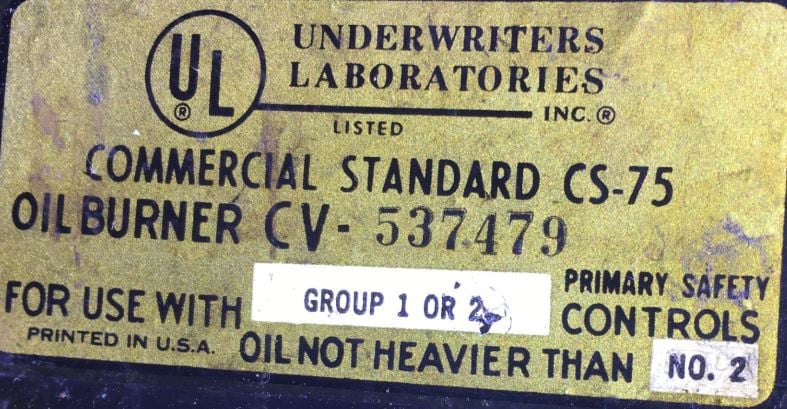 UL®
UNDERWRITERS
LABORATORIES
INC.®
LISTED
COMMERCIAL STANDARD CS-75
OIL BURNER CV- 537479
FOR USE WITH GROUP 1 OR 2 PRIMARY SAFETY CONTROLS
PRINTED IN U.S.A. OIL NOT HEAVIER THAN NO. 2